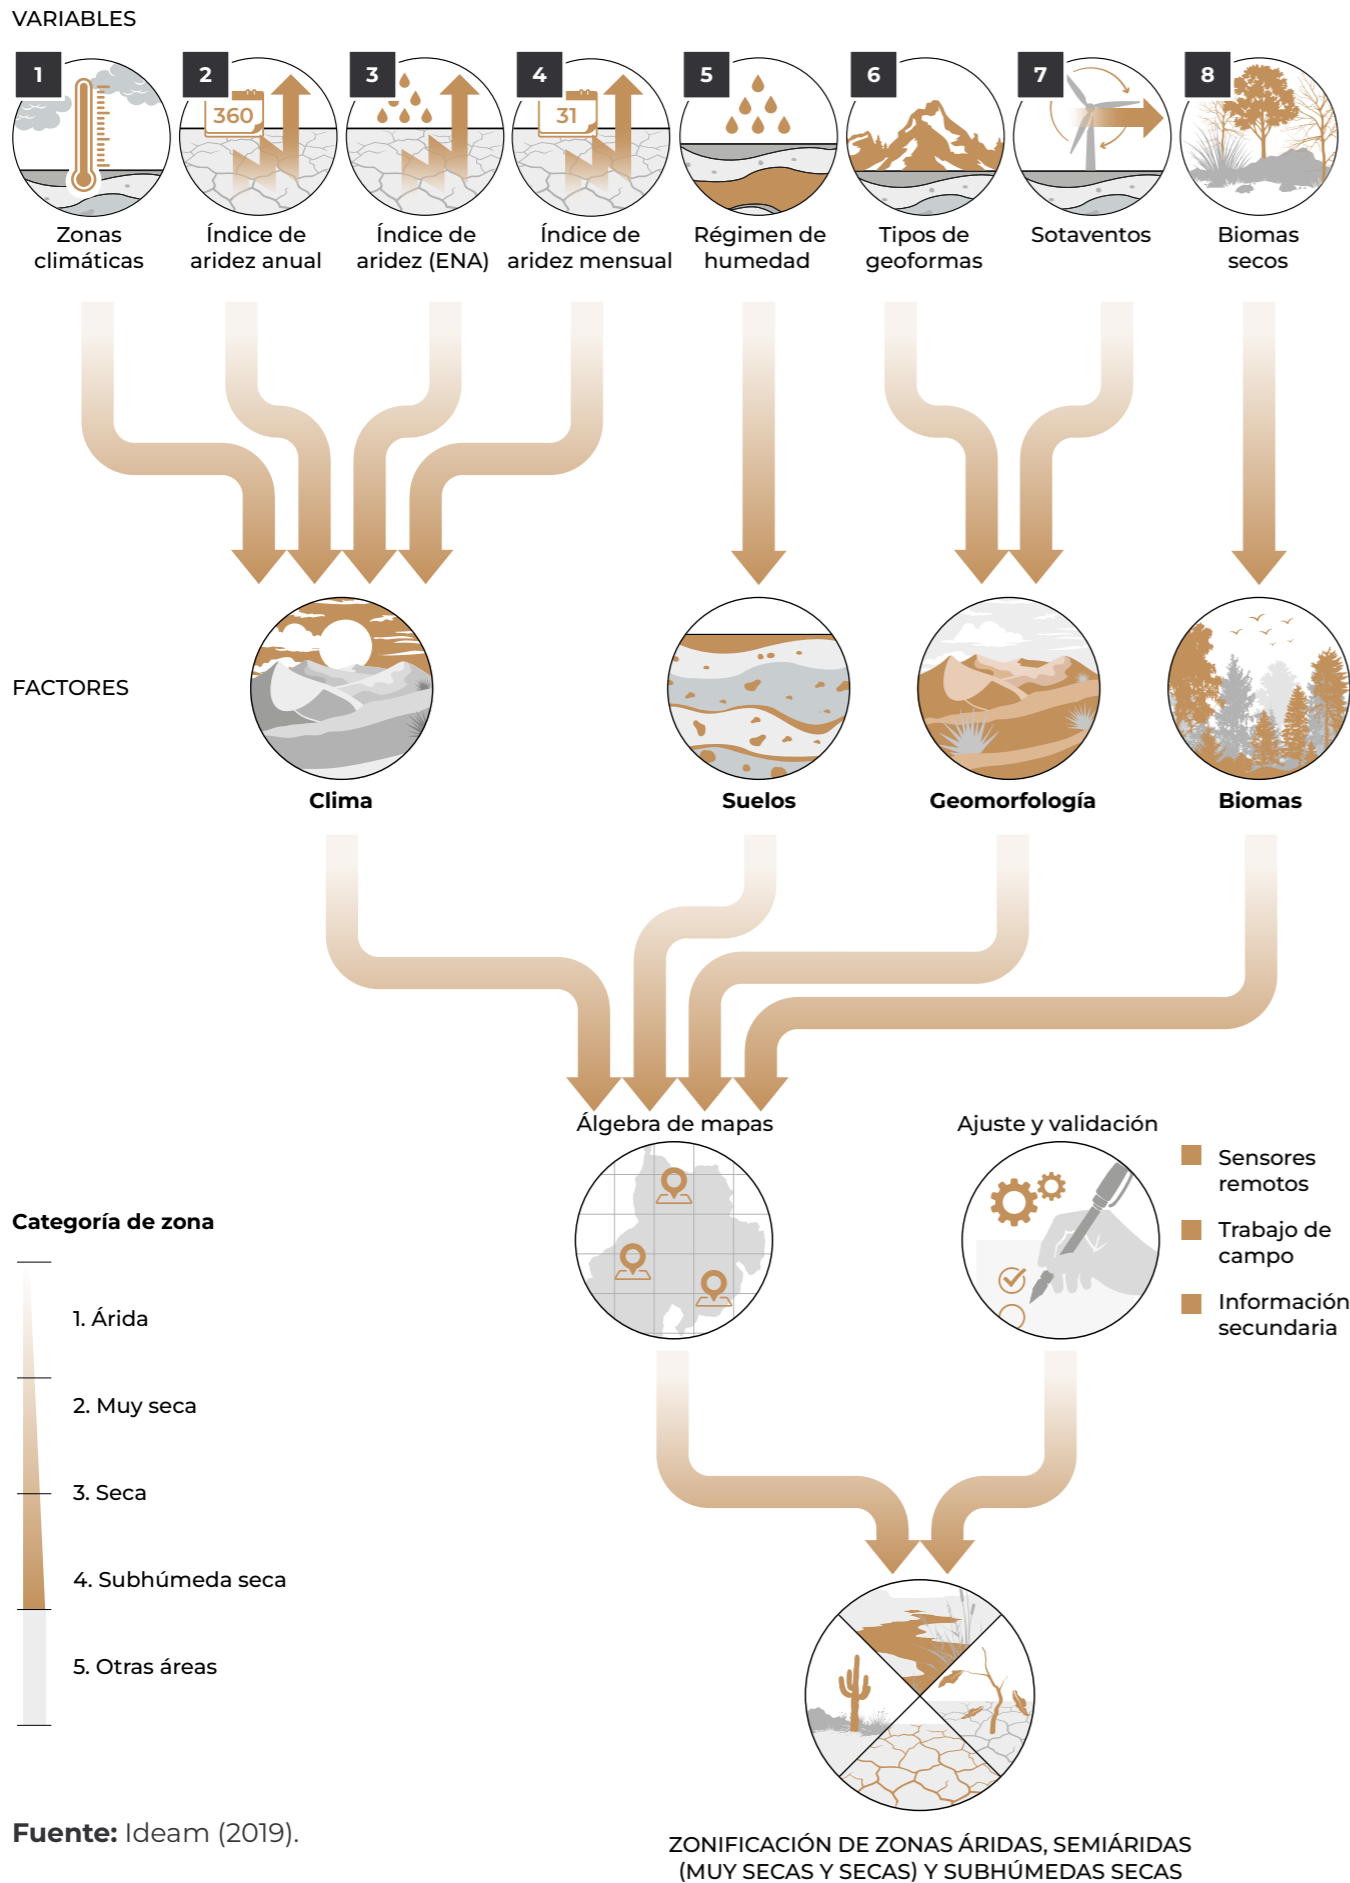 VARIABLES
1
2
3
4
5
6
7
8
360
31
Zonas
climáticas
Índice de
aridez anual
Índice de
aridez (ENA)
Índice de
aridez mensual
Régimen de
humedad
Tipos de
geoformas
Sotaventos
Biomas
secos
FACTORES
Clima
Suelos
Geomorfología
Biomas
Álgebra de mapas
Ajuste y validación
Sensores
remotos
Trabajo de
campo
Información
secundaria
Categoría de zona
1. Árida
2. Muy seca
3. Seca
4. Subhúmeda seca
5. Otras áreas
Fuente: Ideam (2019).
ZONIFICACIÓN DE ZONAS ÁRIDAS, SEMIÁRIDAS
(MUY SECAS Y SECAS) Y SUBHÚMEDAS SECAS